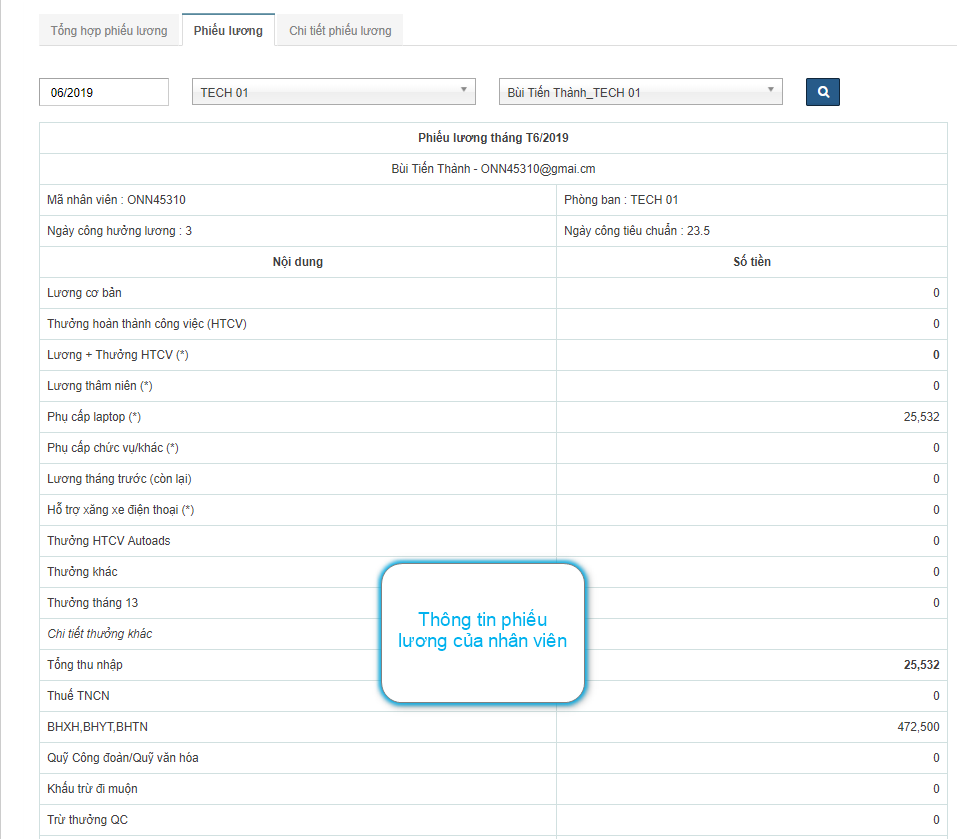 Tổng hợp phiếu lương Phiếu lương Chi tiết phiếu lương
06/2019 TECH 01 Bùi Tiến Thành_TECH 01
Phiếu lương tháng T6/2019
Bùi Tiến Thành - ONN45310@gmai.cm
Mã nhân viên : ONN45310 Phòng ban : TECH 01
Ngày công hưởng lương : 3 Ngày công tiêu chuẩn : 23.5
Nội dung Số tiền
Lương cơ bản 0
Thưởng hoàn thành công việc (HTCV) 0
Lương + Thưởng HTCV (*) 0
Lương thâm niên (*) 0
Phụ cấp laptop (*) 25,532
Phụ cấp chức vụ/khác (*) 0
Lương tháng trước (còn lại) 0
Hỗ trợ xăng xe điện thoại (*) 0
Thưởng HTCV Autoads 0
Thưởng khác 0
Thưởng tháng 13 0
Chi tiết thưởng khác
Tổng thu nhập 25,532
Thuế TNCN 0
BHXH,BHYT,BHTN 472,500
Quỹ Công đoàn/Quỹ văn hóa 0
Khấu trừ đi muộn 0
Trừ thưởng QC 0
Thông tin phiếu
lương của nhân viên